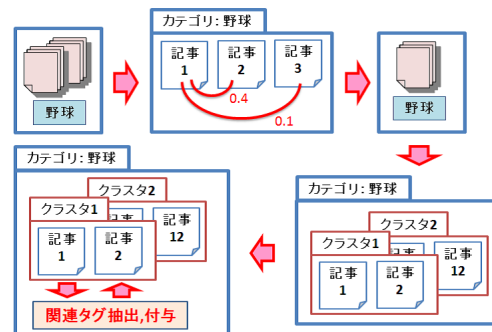 カテゴリ:野球
記事
1
記事
2
記事
3
0.4
0.1
野球
野球
カテゴリ:野球
クラスタ2
クラスタ1
記事
12
記事
1
記事
2
関連タグ抽出,付与
カテゴリ:野球
クラスタ2
クラスタ1
記事
12
記事
1
記事
2